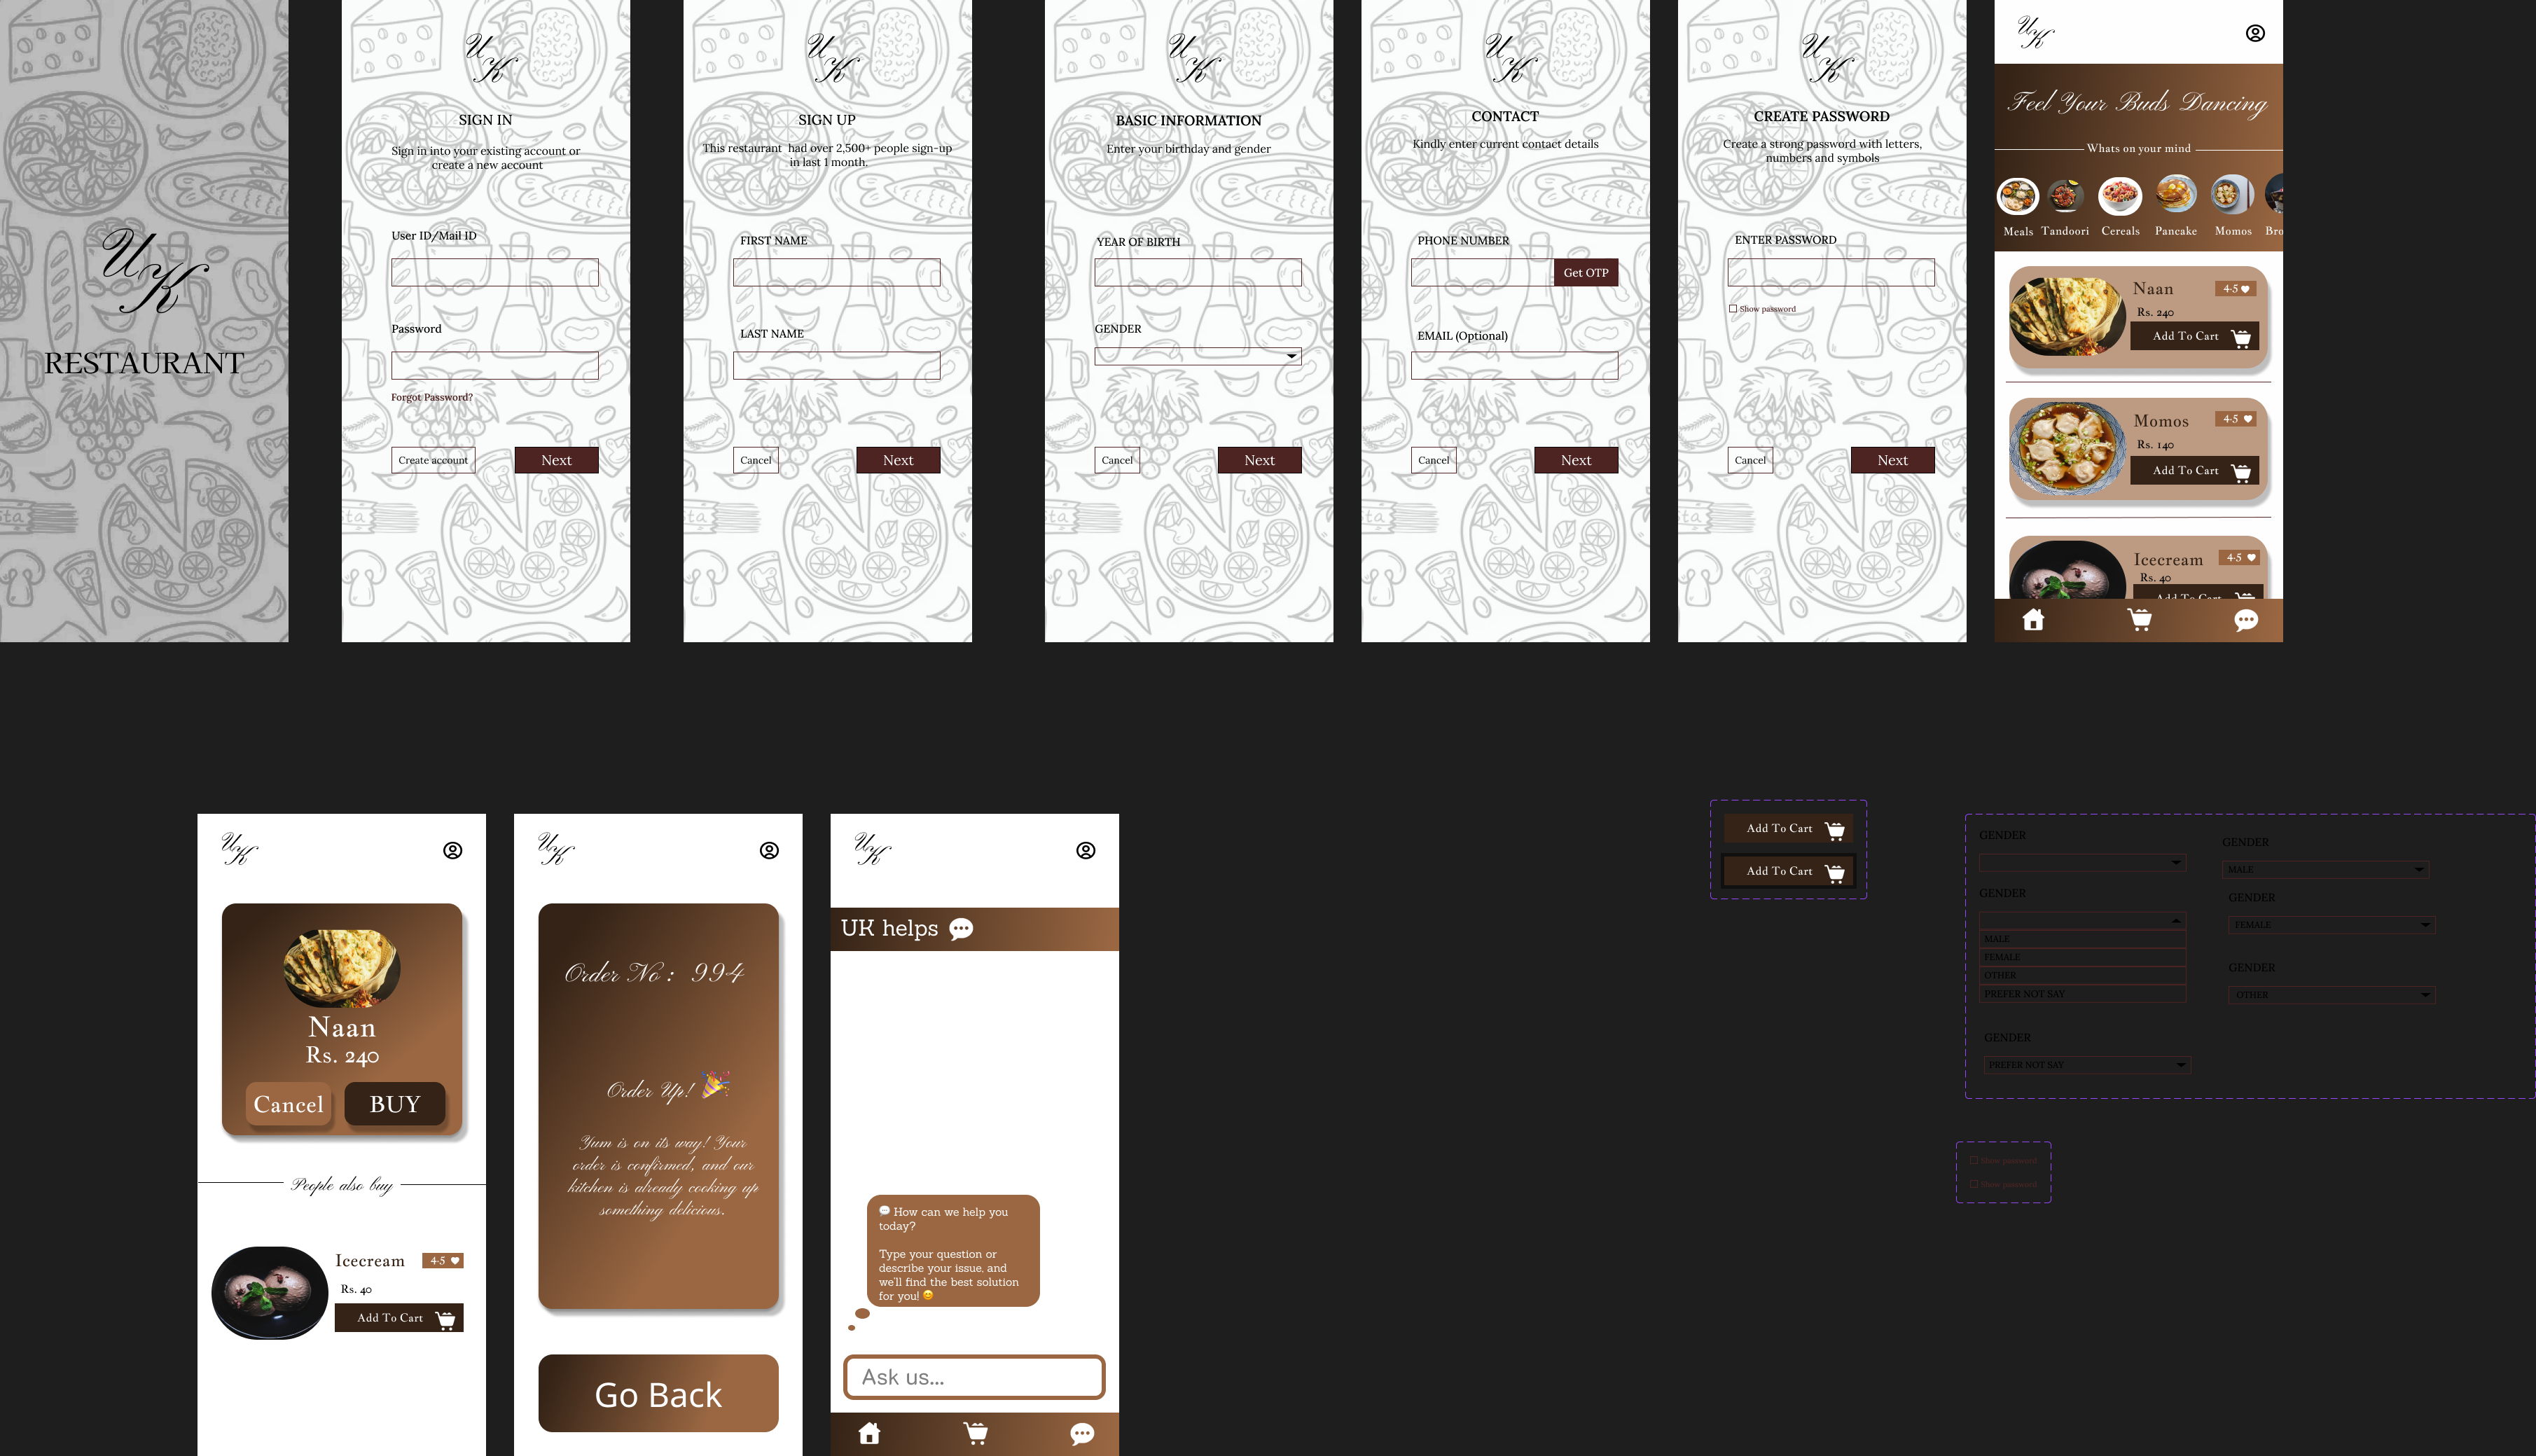 UK
RESTAURANT
UK
SIGN IN
Sign in into your existing account or
create a new account
User ID/Mail ID
Password
Forgot Password?
Create account
Next
UK
SIGN UP
This restaurant had over 2,500+ people sign-up
in last 1 month.
FIRST NAME
LAST NAME
Cancel
Next
UK
BASIC INFORMATION
Enter your birthday and gender
YEAR OF BIRTH
GENDER
Cancel
Next
UK
CONTACT
Kindly enter current contact details
PHONE NUMBER
Get OTP
EMAIL (Optional)
Cancel
Next
UK
CREATE PASSWORD
Create a strong password with letters,
numbers and symbols
ENTER PASSWORD
Show password
Cancel
Next
UK
Feel Your Buds Dancing
Whats on your mind
Meals Tandoori Cereals Pancake Momos Bro
Naan 4.5
Rs. 240
Add To Cart
Momos 4.5
Rs. 140
Add To Cart
Icecream 4.5
Rs. 40
Add To Cart
UK
Naan
Rs. 240
Cancel BUY
People also buy
Icecream 4.5
Rs. 40
Add To Cart
UK
Order No : 994
Order Up! 🎉
Yum is on its way! Your
order is confirmed, and our
kitchen is already cooking up
something delicious.
Go Back
UK
UK helps
💬 How can we help you
today?
Type your question or
describe your issue, and
we'll find the best solution
for you! 😊
Ask us...
Add To Cart
Add To Cart
GENDER
GENDER
MALE
FEMALE
OTHER
PREFER NOT SAY
GENDER
PREFER NOT SAY
GENDER
MALE
GENDER
FEMALE
GENDER
OTHER
Show password
Show password